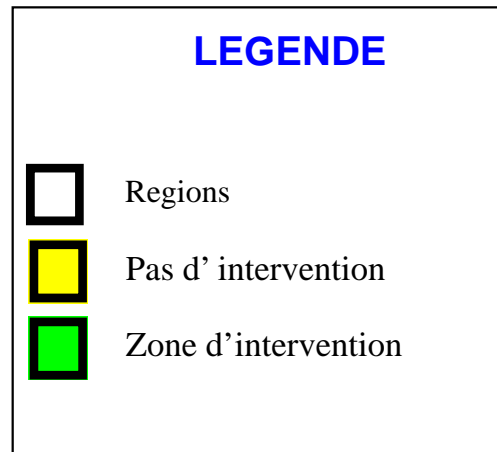 LEGENDE
Regions
Pas d’ intervention
Zone d’intervention